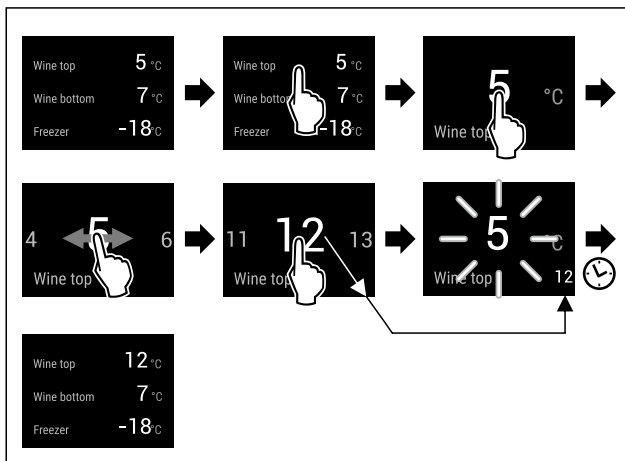 Wine top 5 °C
Wine bottom 7 °C
Freezer -18°C
Wine top 5 °C
Wine bottom 7 °C
Freezer -18°C
5 °C
Wine top
4 5 6
Wine top
11 12 13
Wine top
5 °C
Wine top 12
Wine top 12 °C
Wine bottom 7 °C
Freezer -18°C